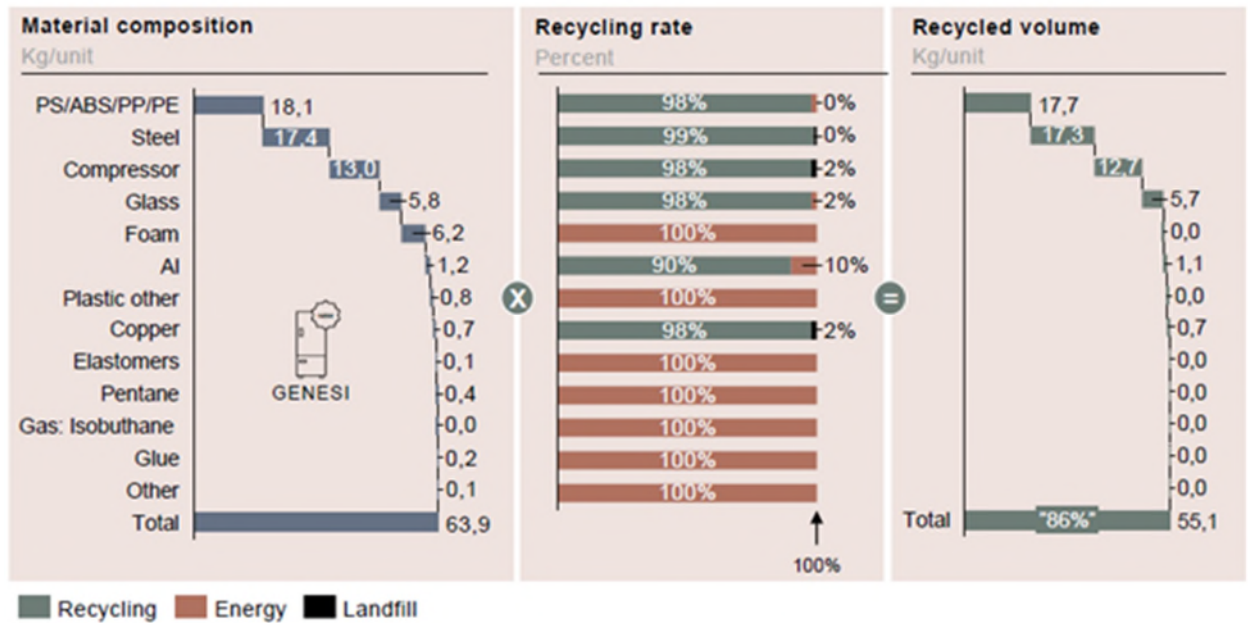 Material composition
Kg/unit
PS/ABS/PP/PE 18,1
Steel 17,4
Compressor 13,0
Glass 5,8
Foam 6,2
Al 1,2
Plastic other 0,8
Copper 0,7
Elastomers 0,1
Pentane 0,4
Gas: Isobuthane 0,0
Glue 0,2
Other 0,1
Total 63,9
GENESI
X
Recycling rate
Percent
98% 0%
99% 0%
98% 2%
98% 2%
100%
90% 10%
100%
98% 2%
100%
100%
100%
100%
100%
100%
=
Recycled volume
Kg/unit
17,7
17,3
12,7
5,7
0,0
1,1
0,0
0,7
0,0
0,0
0,0
0,0
0,0
Total "86%" 55,1
Recycling Energy Landfill